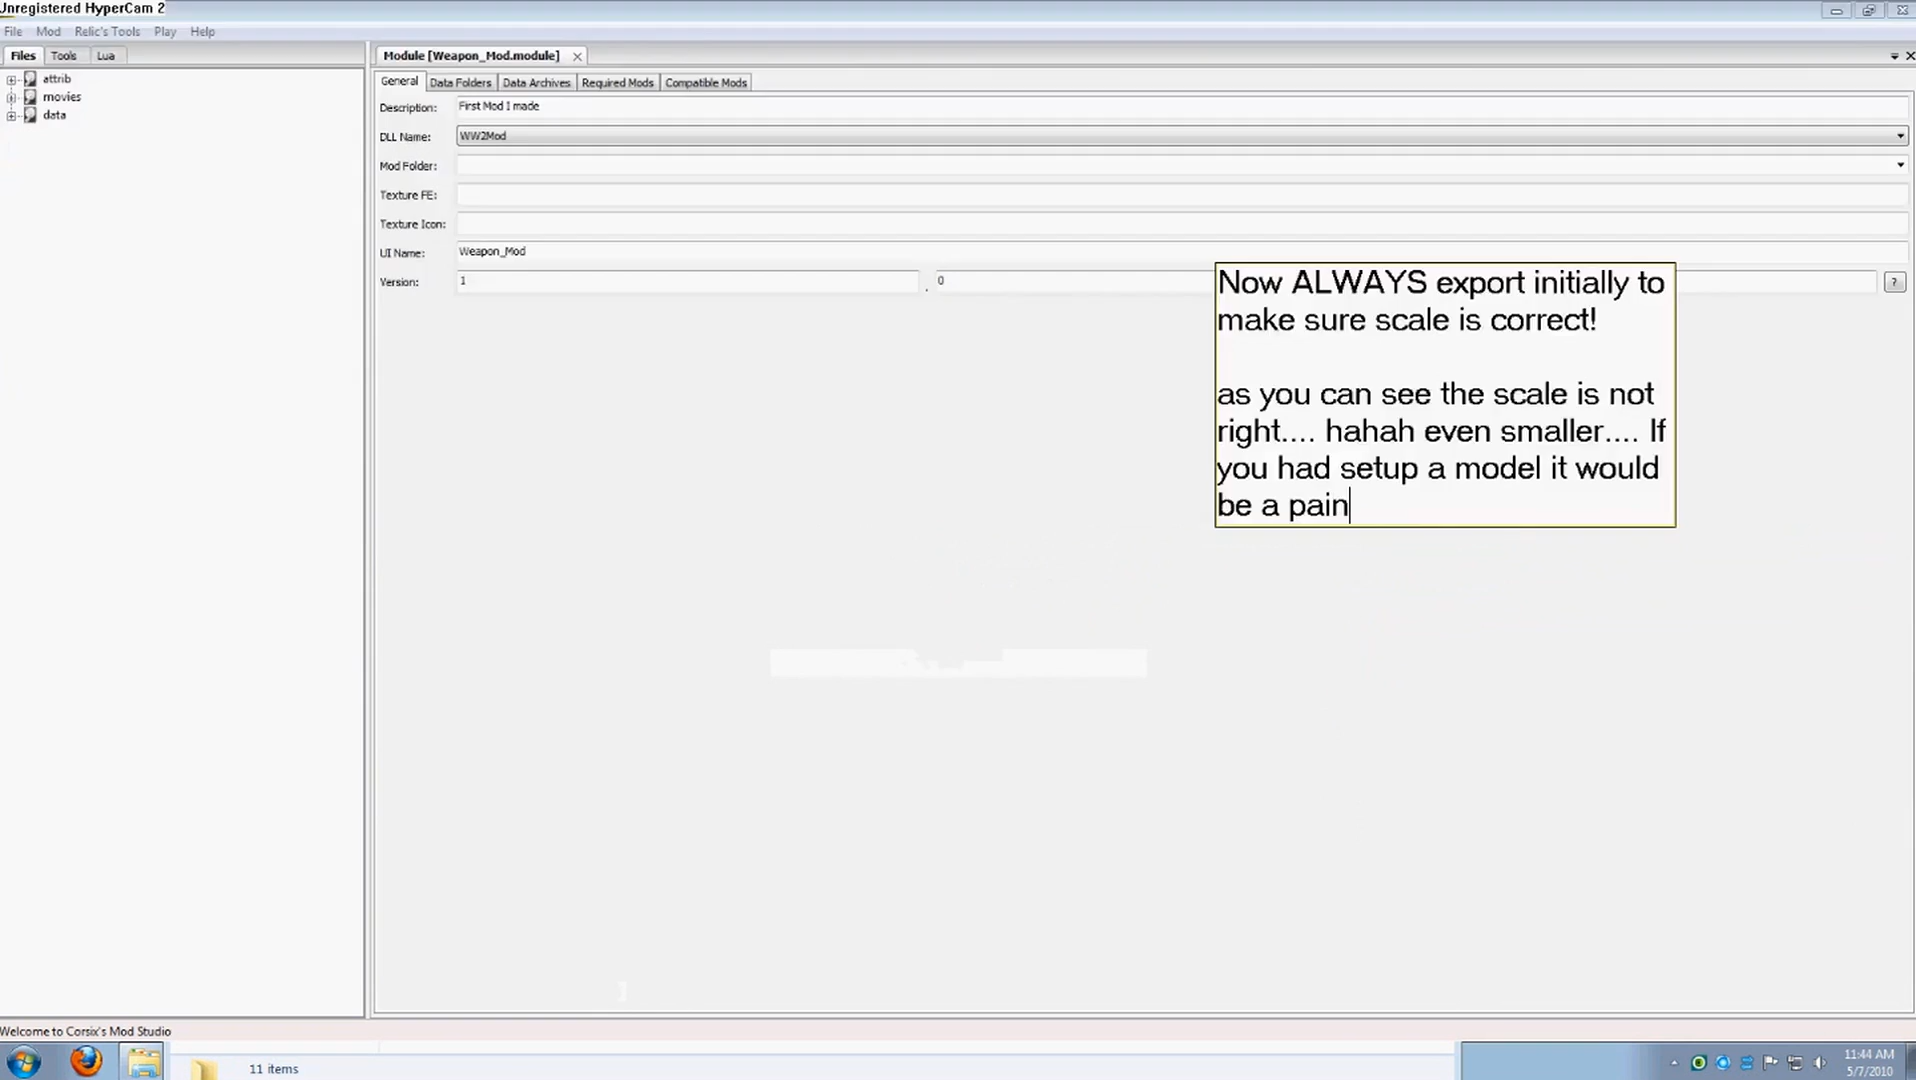 Unregistered HyperCam 2
File Mod Relic's Tools Play Help
Files Tools Lua
Module [Weapon_Mod.module]
attrib
movies
data
General Data Folders Data Archives Required Mods Compatible Mods
Description: First Mod I made
DLL Name: WW2Mod
Mod Folder:
Texture FE:
Texture Icon:
UI Name: Weapon_Mod
Version: 1 . 0 ?
Now ALWAYS export initially to
make sure scale is correct!
as you can see the scale is not
right.... hahah even smaller.... If
you had setup a model it would
be a pain
Welcome to Corsix's Mod Studio
11 items
11:44 AM
5/7/2010